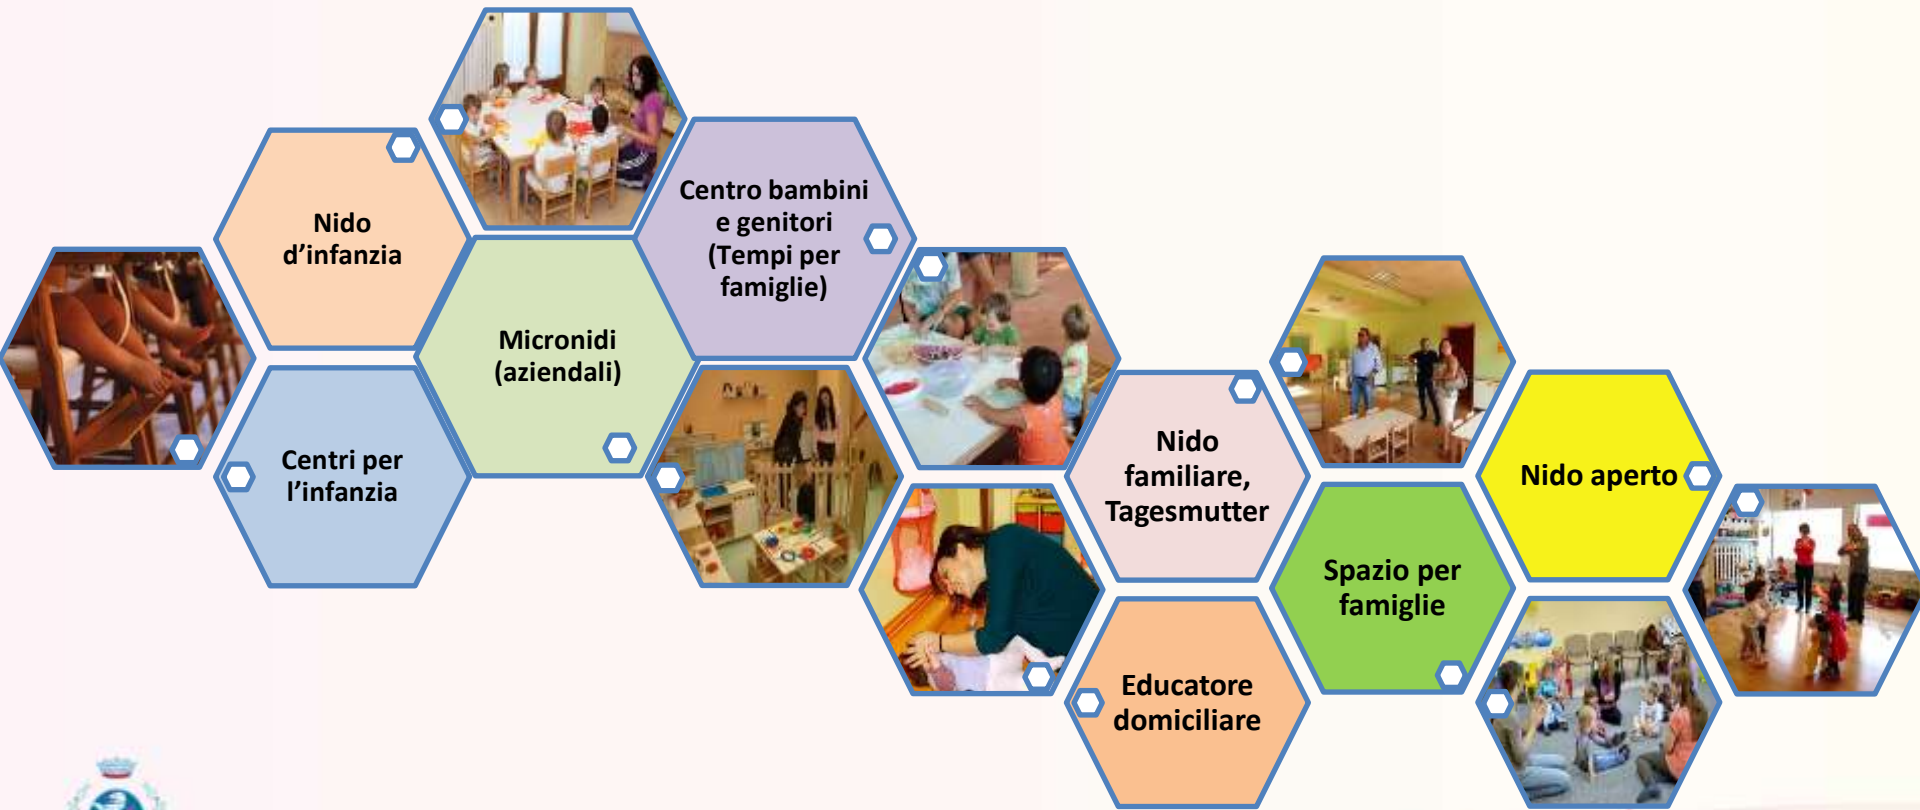 Nido
d’infanzia
Centri per
l’infanzia
Micronidi
(aziendali)
Centro bambini
e genitori
(Tempi per
famiglie)
Nido
familiare,
Tagesmutter
Educatore
domiciliare
Spazio per
famiglie
Nido aperto